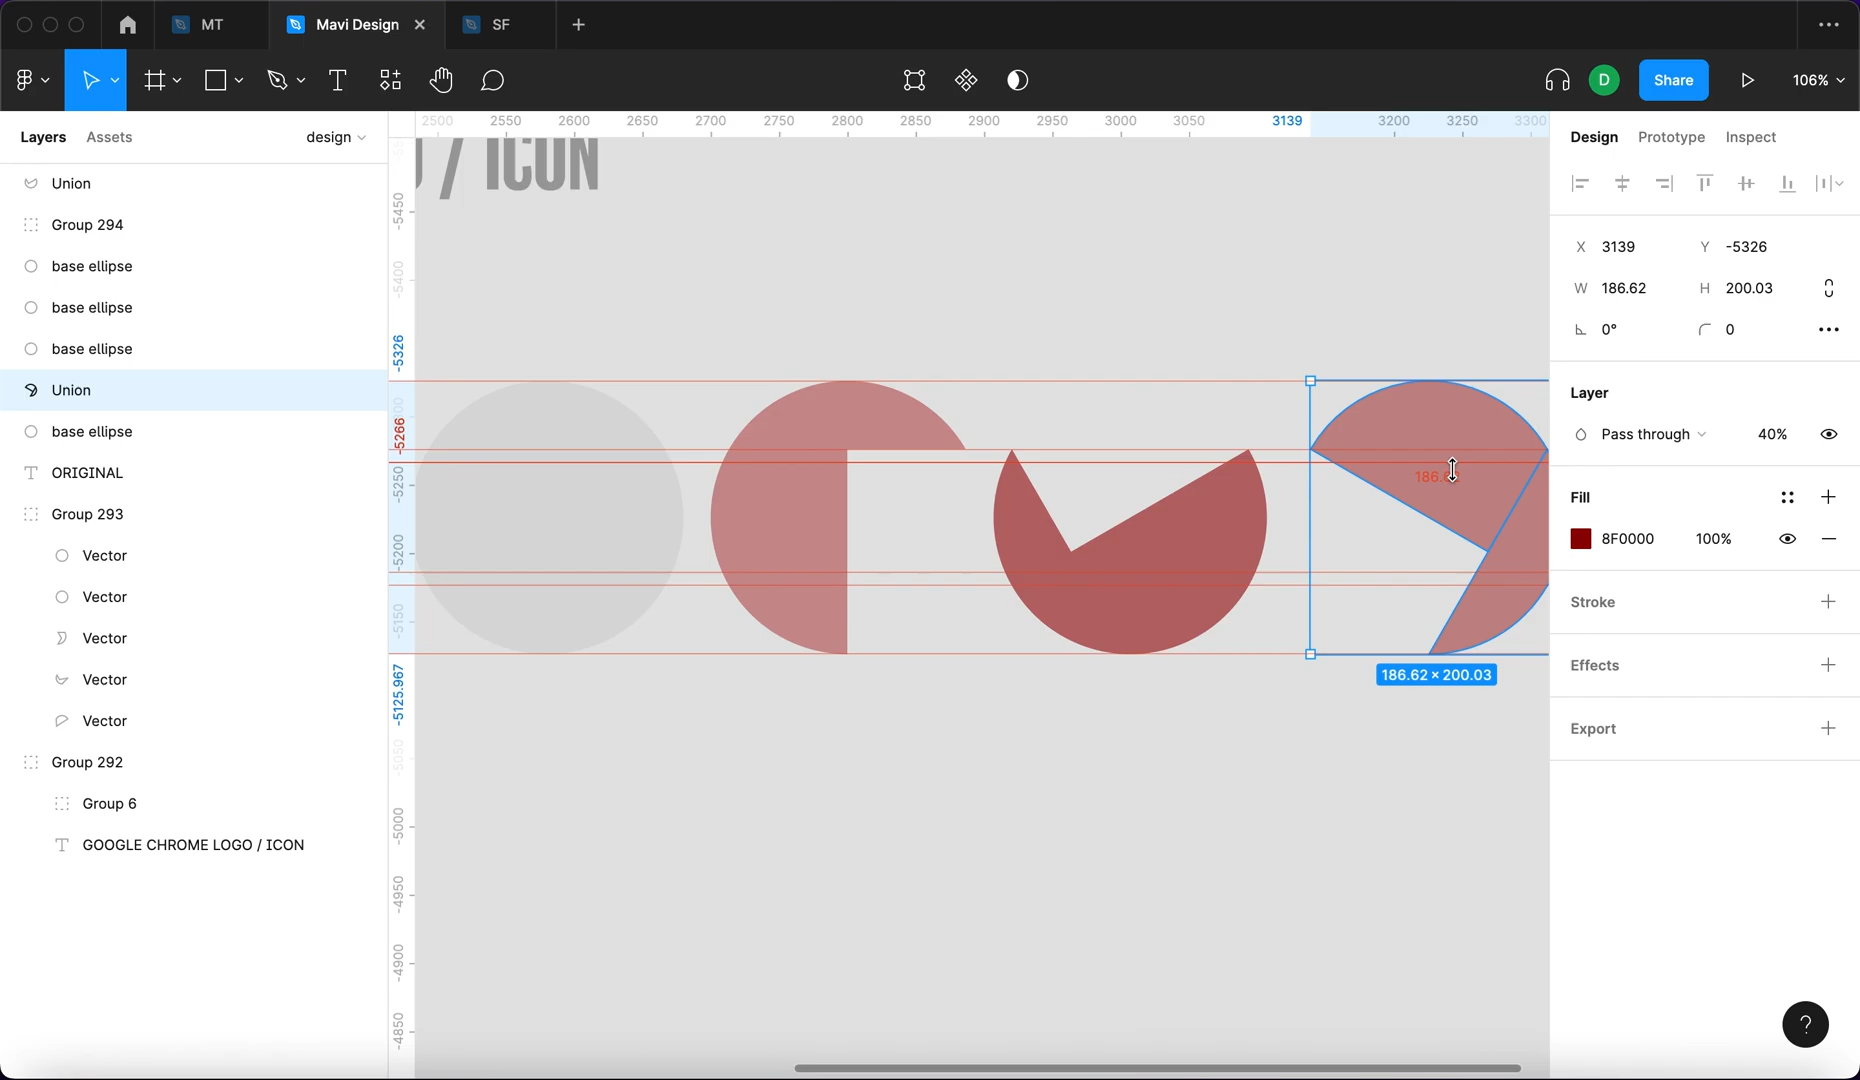 MT
Mavi Design
SF
Share
D
106%
Layers
Assets
design
Union
Group 294
base ellipse
base ellipse
base ellipse
Union
base ellipse
ORIGINAL
Group 293
Vector
Vector
Vector
Vector
Vector
Group 292
Group 6
GOOGLE CHROME LOGO / ICON
2500 2550 2600 2650 2700 2750 2800 2850 2900 2950 3000 3050 3139 3200 3250 3300
/ ICON
-5450
-5400
-5326
-5266
-5250
-5200
-5150
-5125.967
-5050
-5000
-4950
-4900
-4850
186.62 × 200.03
Design
Prototype
Inspect
X 3139 Y -5326
W 186.62 H 200.03
0° 0
Layer
Pass through 40%
Fill
8F0000 100%
Stroke
Effects
Export
?